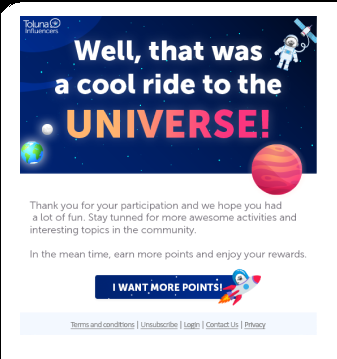 Toluna
Influencers
Well, that was
a cool ride to the
UNIVERSE!
Thank you for your participation and we hope you had
a lot of fun. Stay tunned for more awesome activities and
interesting topics in the community.
In the mean time, earn more points and enjoy your rewards.
I WANT MORE POINTS!
Terms and conditions | Unsubscribe | Login | Contact Us | Privacy